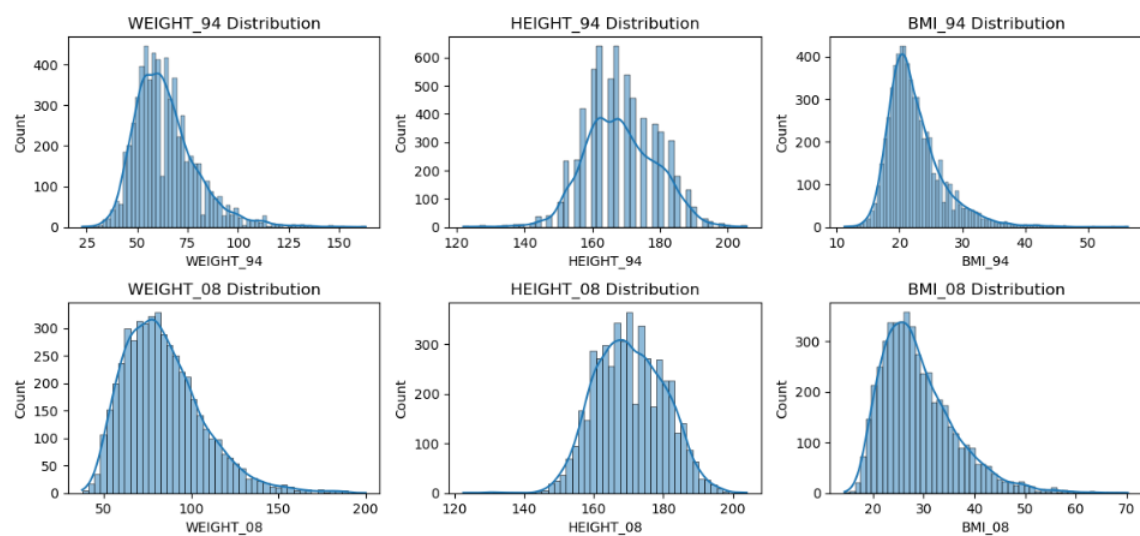 WEIGHT_94 Distribution
HEIGHT_94 Distribution
BMI_94 Distribution
Count
400
300
200
100
0
25 50 75 100 125 150
WEIGHT_94
Count
600
500
400
300
200
100
0
120 140 160 180 200
HEIGHT_94
Count
400
300
200
100
0
10 20 30 40 50
BMI_94
WEIGHT_08 Distribution
HEIGHT_08 Distribution
BMI_08 Distribution
Count
300
250
200
150
100
50
0
50 100 150 200
WEIGHT_08
Count
300
200
100
0
120 140 160 180 200
HEIGHT_08
Count
300
200
100
0
20 30 40 50 60 70
BMI_08